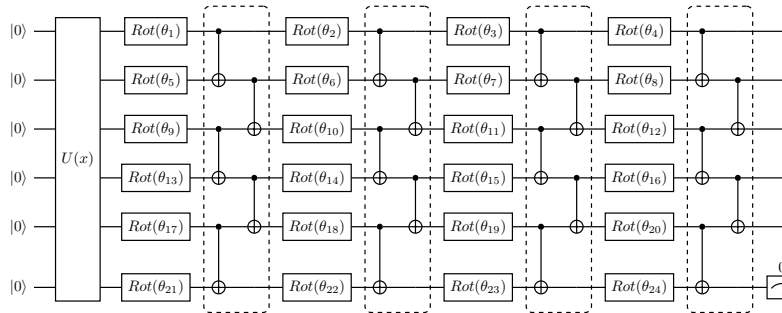 |0⟩ Rot(θ₁) Rot(θ₂) Rot(θ₃) Rot(θ₄)
|0⟩ Rot(θ₅) Rot(θ₆) Rot(θ₇) Rot(θ₈)
|0⟩ Rot(θ₉) Rot(θ₁₀) Rot(θ₁₁) Rot(θ₁₂)
U(x)
|0⟩ Rot(θ₁₃) Rot(θ₁₄) Rot(θ₁₅) Rot(θ₁₆)
|0⟩ Rot(θ₁₇) Rot(θ₁₈) Rot(θ₁₉) Rot(θ₂₀)
|0⟩ Rot(θ₂₁) Rot(θ₂₂) Rot(θ₂₃) Rot(θ₂₄)